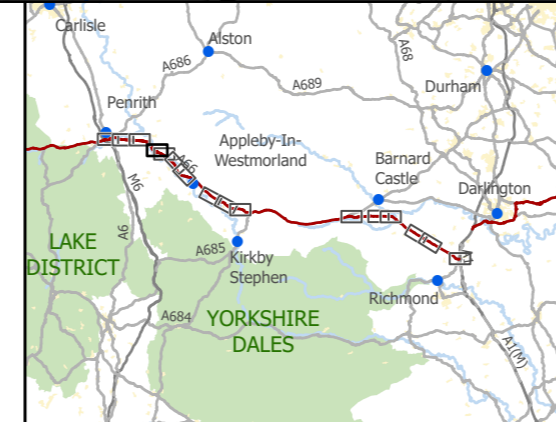 Carlisle
Alston
A68
A686
A689
Durham
Penrith
Appleby-In-
Westmorland
A66
Barnard
Castle
Darlington
M6
A6
LAKE
DISTRICT
A685
Kirkby
Stephen
Richmond
A684
YORKSHIRE
DALES
A1(M)